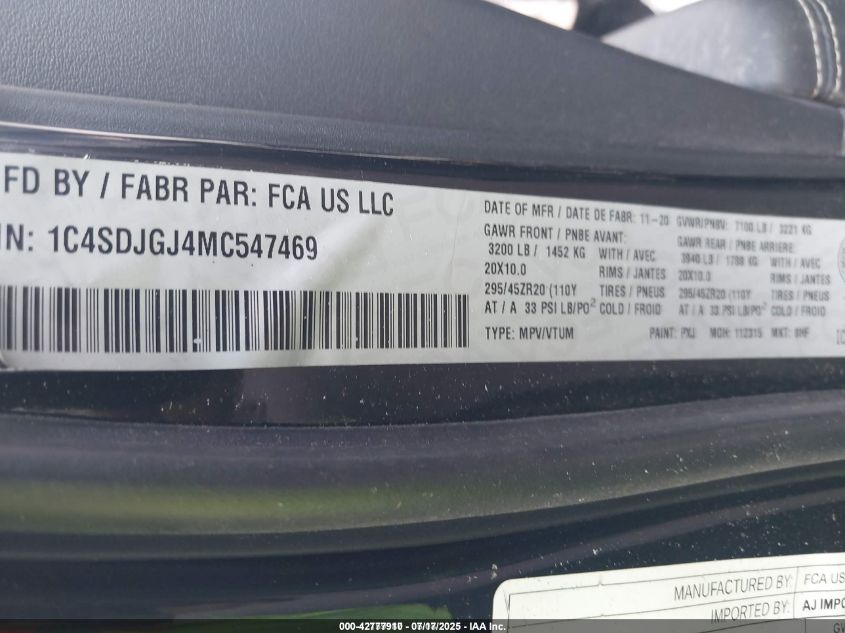 FD BY / FABR PAR: FCA US LLC
IN: 1C4SDJGJ4MC547469
DATE OF MFR / DATE DE FABR: 11-20 GVWR/PNBV: 7100 LB / 3221 KG
GAWR FRONT / PNBE AVANT: GAWR REAR / PNBE ARRIERE:
3200 LB / 1452 KG WITH / AVEC 3940 LB / 1788 KG WITH / AVEC
20X10.0 RIMS / JANTES 20X10.0 RIMS / JANTES
295/45ZR20 (110Y TIRES / PNEUS 295/45ZR20 (110Y TIRES / PNEUS
AT / A 33 PSI LB/PO² COLD / FROID AT / A 33 PSI LB/PO² COLD / FROID
TYPE: MPV/VTUM PAINT: PXJ MDH: 112315 MKT: BHF
MANUFACTURED BY: FCA US
IMPORTED BY: AJ IMPO
07/17/2025 - IAA Inc.